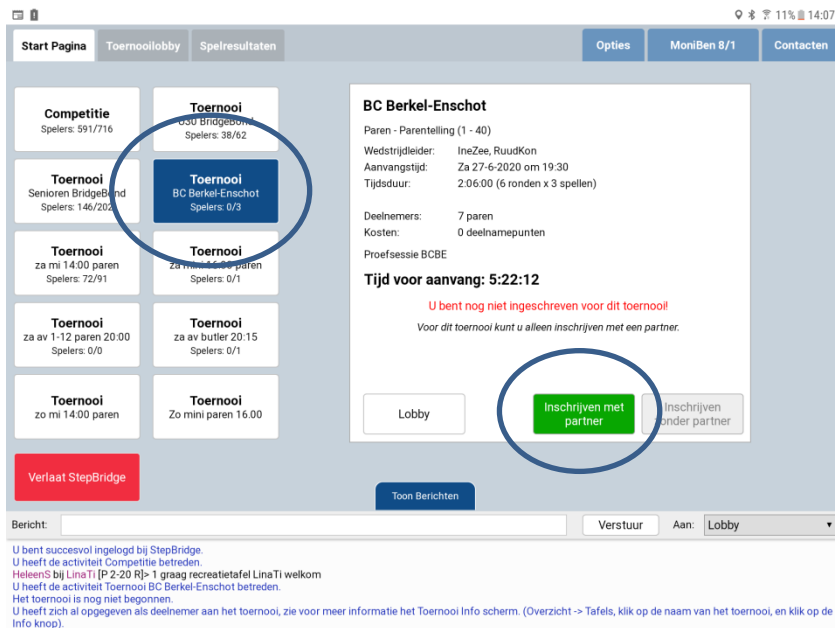 11% 14:07
Start Pagina Toernooilobby Spelresultaten Opties MoniBen 8/1 Contacten
Competitie
Spelers: 591/716
Toernooi
U30 BridgeBond
Spelers: 38/62
Toernooi
Senioren BridgeBond
Spelers: 146/202
Toernooi
BC Berkel-Enschot
Spelers: 0/3
Toernooi
za mi 14:00 paren
Spelers: 72/91
Toernooi
za mini 16:00 paren
Spelers: 0/1
Toernooi
za av 1-12 paren 20:00
Spelers: 0/0
Toernooi
za av butler 20:15
Spelers: 0/1
Toernooi
zo mi 14:00 paren
Toernooi
Zo mini paren 16.00
Verlaat StepBridge
BC Berkel-Enschot
Paren - Parentelling (1 - 40)
Wedstrijdleider: IneZee, RuudKon
Aanvangstijd: Za 27-6-2020 om 19:30
Tijdsduur: 2:06:00 (6 ronden x 3 spellen)
Deelnemers: 7 paren
Kosten: 0 deelnamepunten
Proefsessie BCBE
Tijd voor aanvang: 5:22:12
U bent nog niet ingeschreven voor dit toernooi!
Voor dit toernooi kunt u alleen inschrijven met een partner.
Lobby
Inschrijven met
partner
Inschrijven
zonder partner
Toon Berichten
Bericht: Verstuur Aan: Lobby
U bent succesvol ingelogd bij StepBridge.
U heeft de activiteit Competitie betreden.
HeleenS bij LinaTi [P 2-20 R]> 1 graag recreatietafel LinaTi welkom
U heeft de activiteit Toernooi BC Berkel-Enschot betreden.
Het toernooi is nog niet begonnen.
U heeft zich al opgegeven als deelnemer aan het toernooi, zie voor meer informatie het Toernooi Info scherm. (Overzicht -> Tafels, klik op de naam van het toernooi, en klik op de
Info knop).